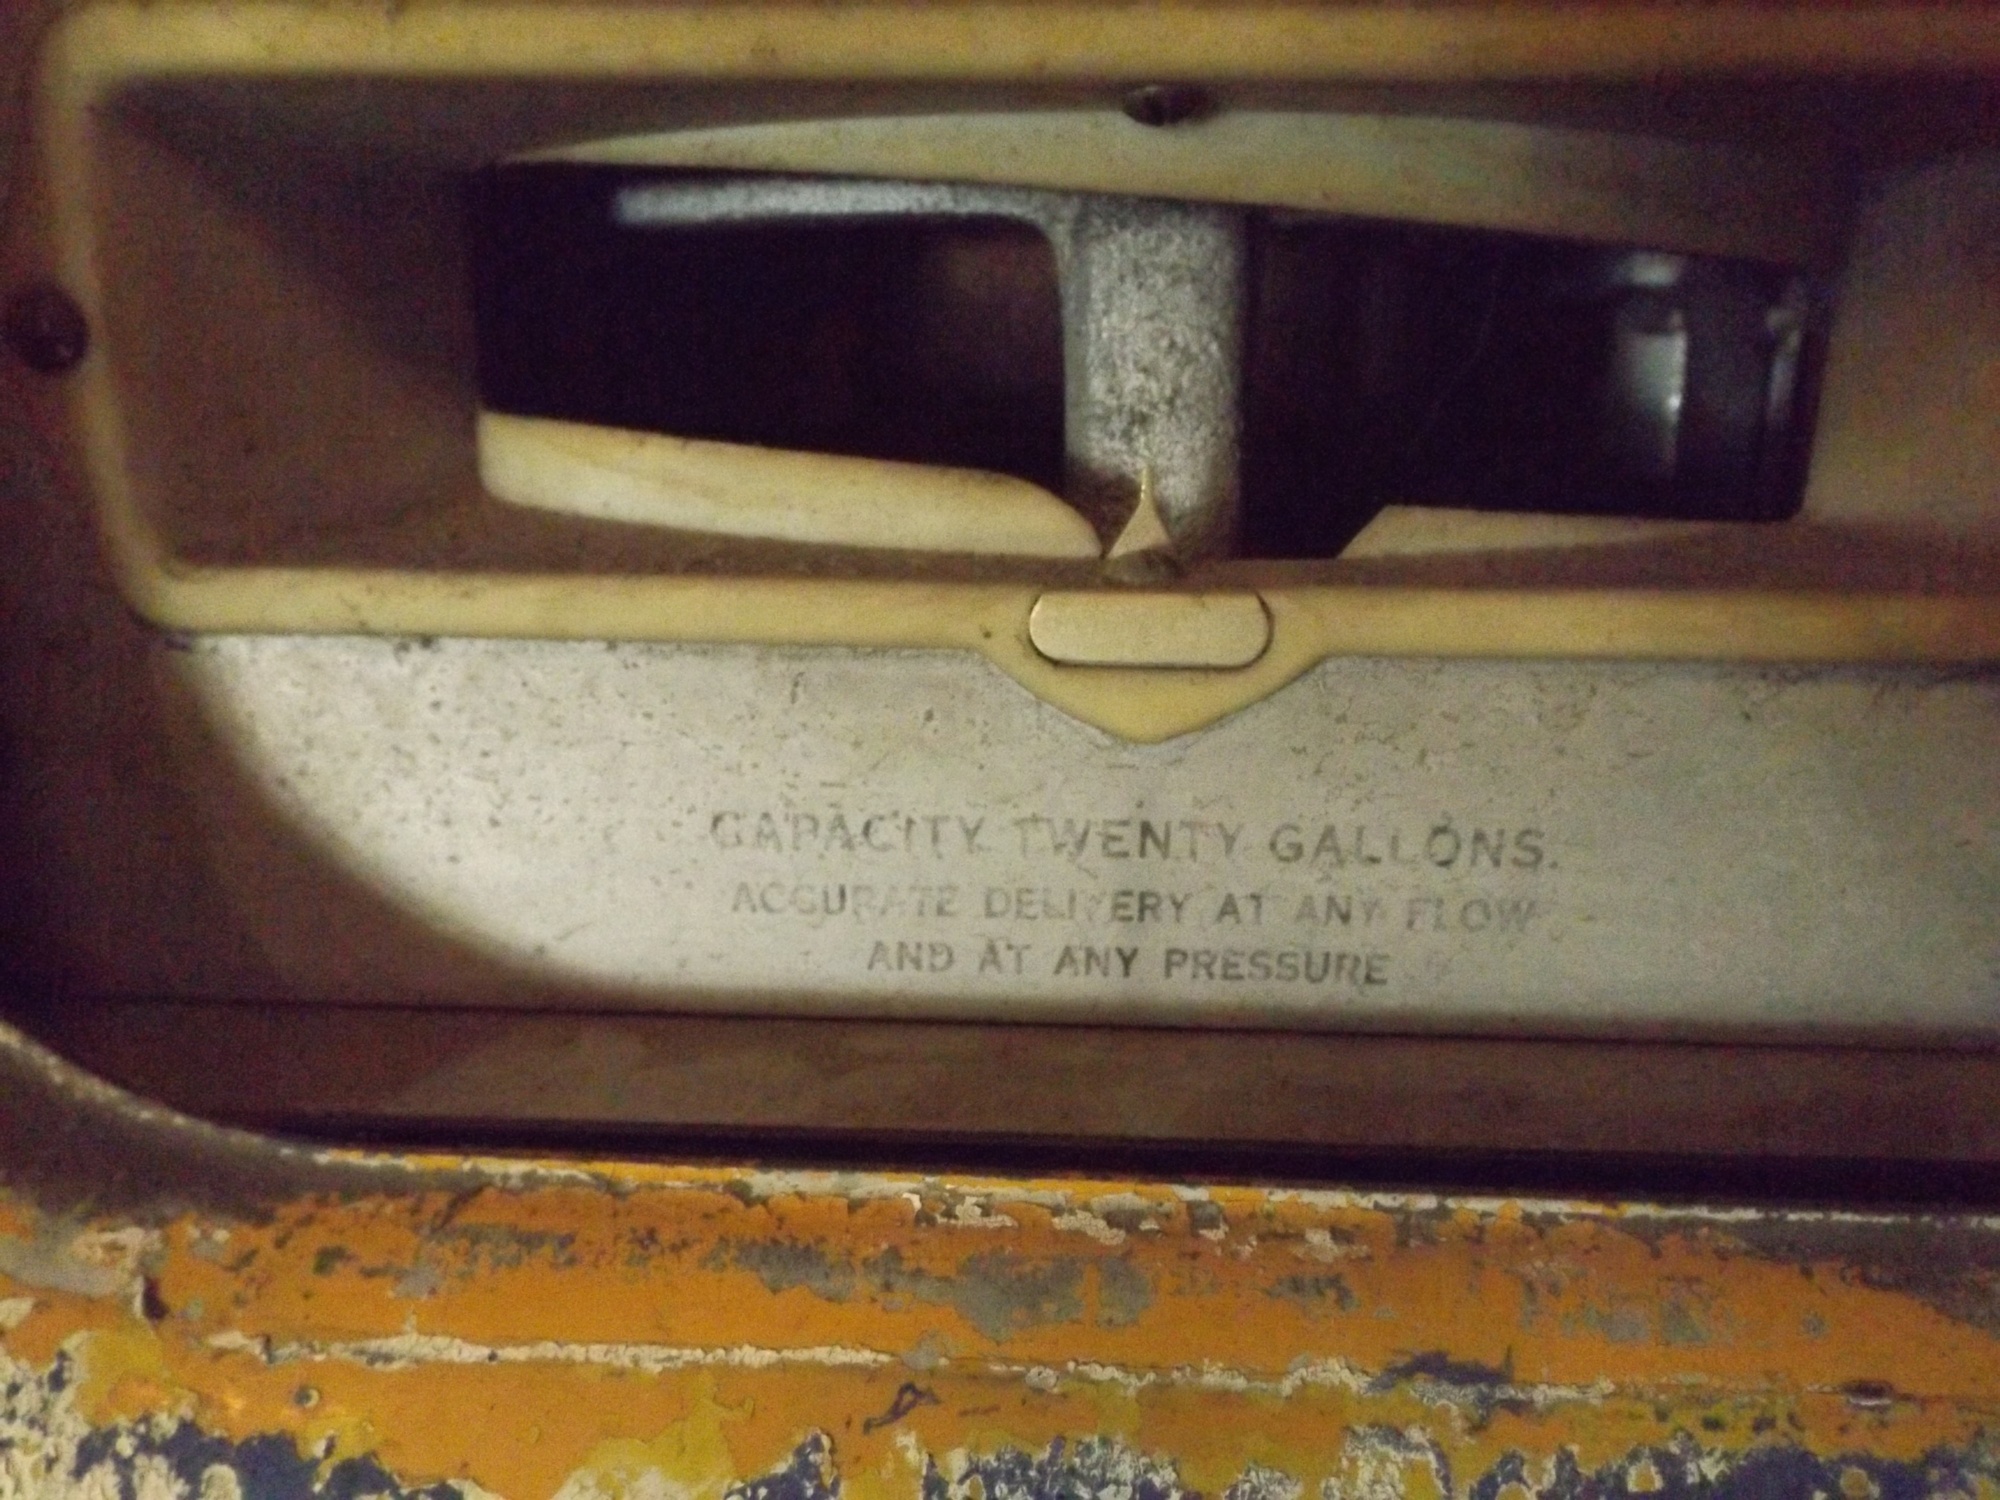 CAPACITY TWENTY GALLONS.
ACCURATE DELIVERY AT ANY FLOW
AND AT ANY PRESSURE